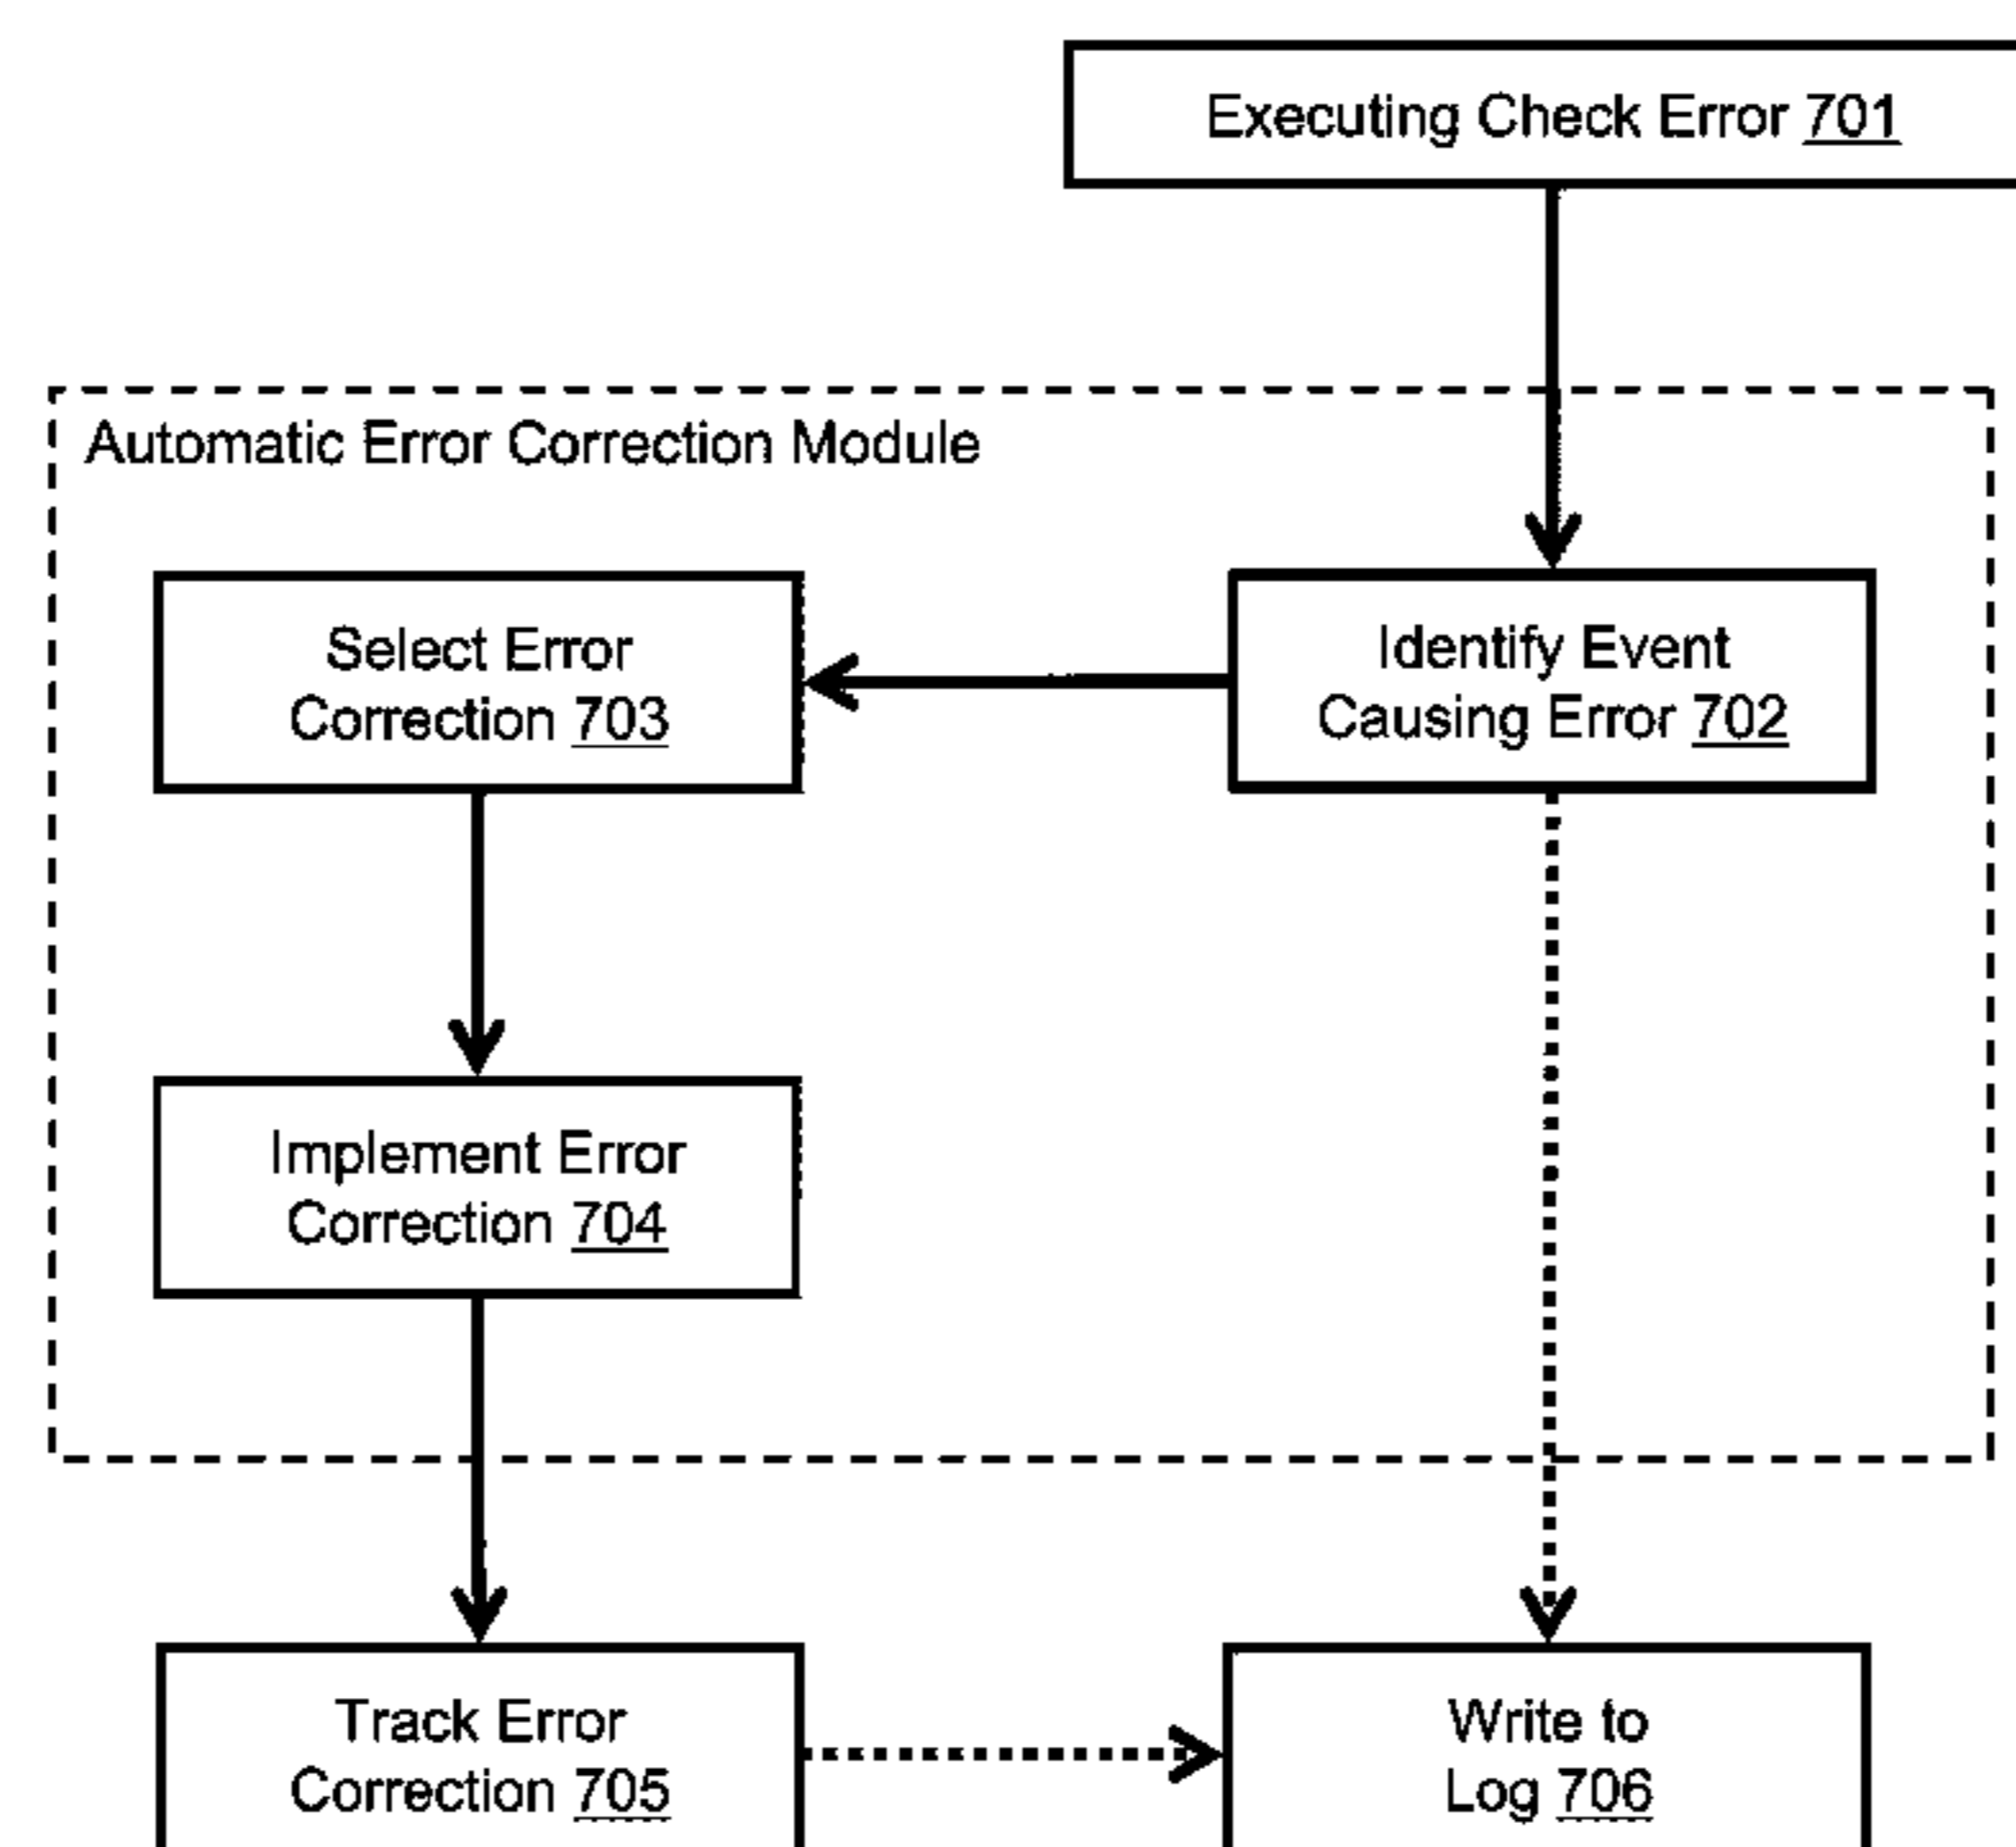 Executing Check Error 701
Automatic Error Correction Module
Select Error
Correction 703
Identify Event
Causing Error 702
Implement Error
Correction 704
Track Error
Correction 705
Write to
Log 706